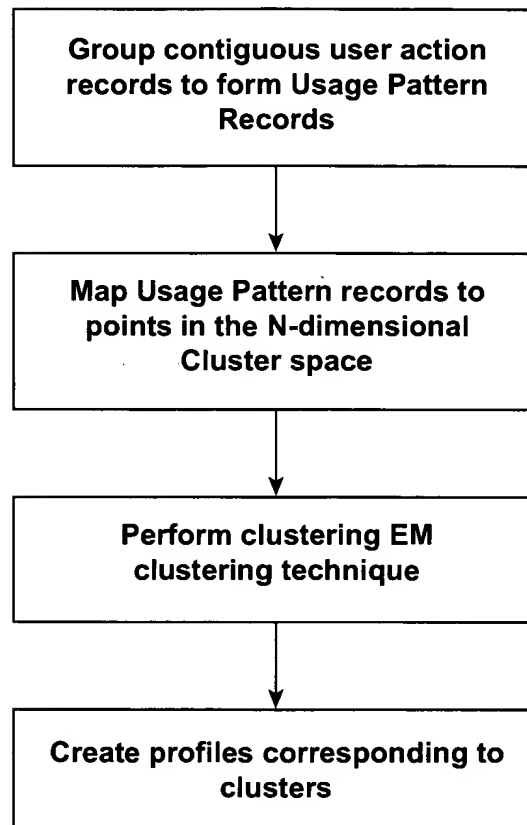 Group contiguous user action
records to form Usage Pattern
Records
Map Usage Pattern records to
points in the N-dimensional
Cluster space
Perform clustering EM
clustering technique
Create profiles corresponding to
clusters